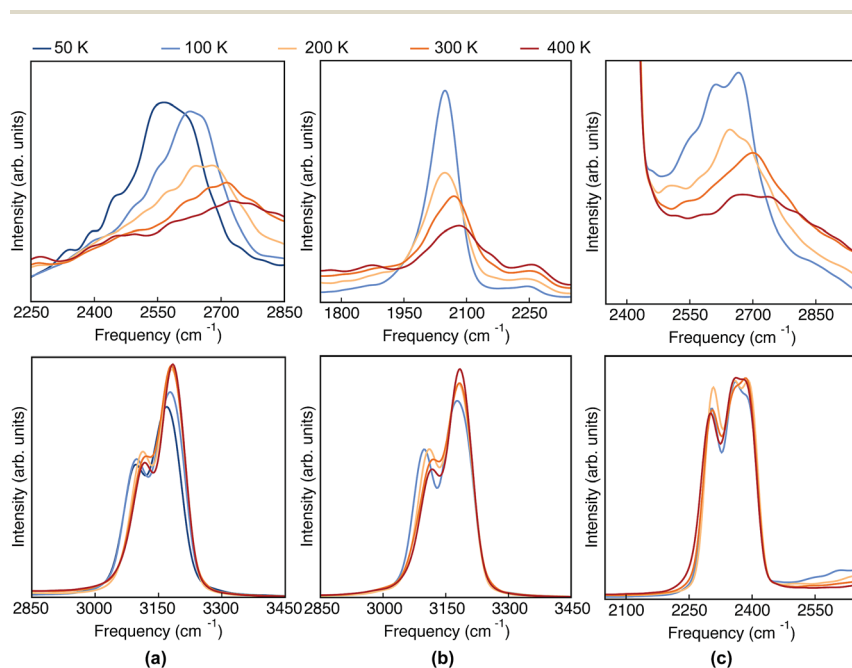 50 K 100 K 200 K 300 K 400 K
Intensity (arb. units) Intensity (arb. units) Intensity (arb. units)
2250 2400 2550 2700 2850 1800 1950 2100 2250 2400 2550 2700 2850
Frequency (cm⁻¹) Frequency (cm⁻¹) Frequency (cm⁻¹)
Intensity (arb. units) Intensity (arb. units) Intensity (arb. units)
2850 3000 3150 3300 3450 2850 3000 3150 3300 3450 2100 2250 2400 2550
Frequency (cm⁻¹) Frequency (cm⁻¹) Frequency (cm⁻¹)
(a) (b) (c)